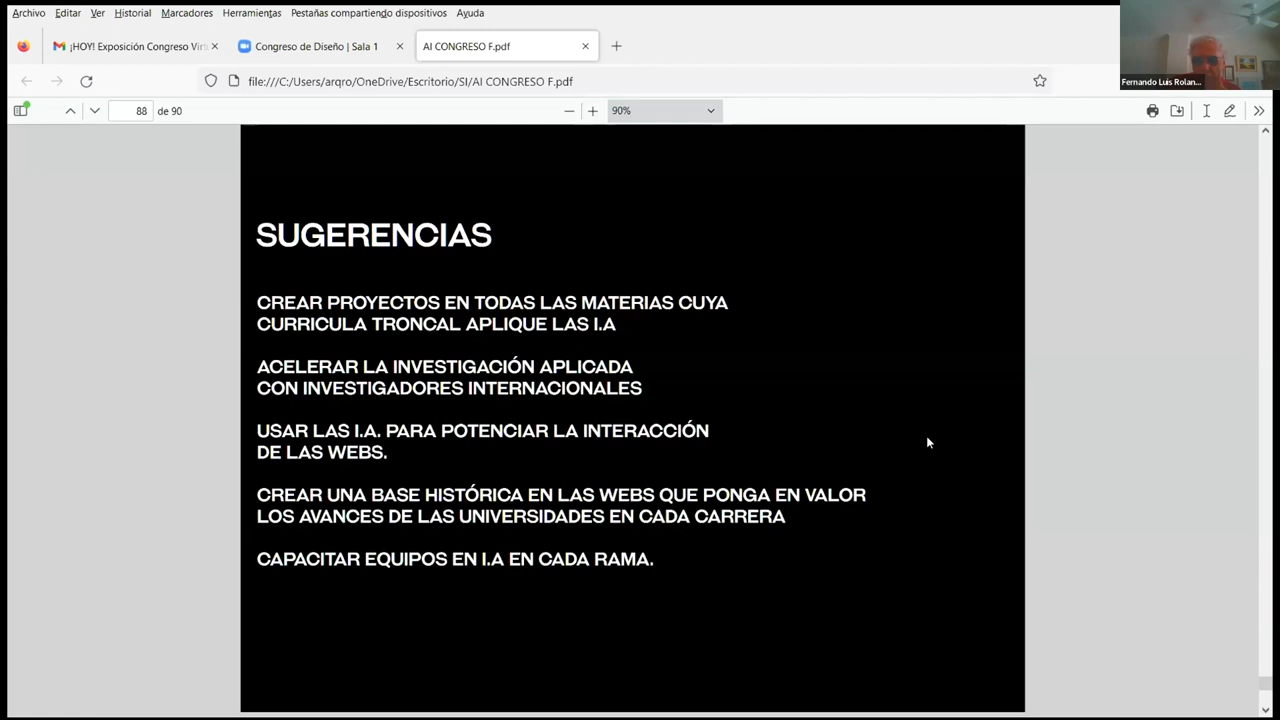 Archivo Editar Ver Historial Marcadores Herramientas Pestañas compartiendo dispositivos Ayuda
¡HOY! Exposición Congreso Virt
Congreso de Diseño | Sala 1
AI CONGRESO F.pdf
file:///C:/Users/arqro/OneDrive/Escritorio/SI/AI CONGRESO F.pdf
Fernando Luis Rolan...
88 de 90
90%
SUGERENCIAS
CREAR PROYECTOS EN TODAS LAS MATERIAS CUYA
CURRICULA TRONCAL APLIQUE LAS I.A
ACELERAR LA INVESTIGACIÓN APLICADA
CON INVESTIGADORES INTERNACIONALES
USAR LAS I.A. PARA POTENCIAR LA INTERACCIÓN
DE LAS WEBS.
CREAR UNA BASE HISTÓRICA EN LAS WEBS QUE PONGA EN VALOR
LOS AVANCES DE LAS UNIVERSIDADES EN CADA CARRERA
CAPACITAR EQUIPOS EN I.A EN CADA RAMA.